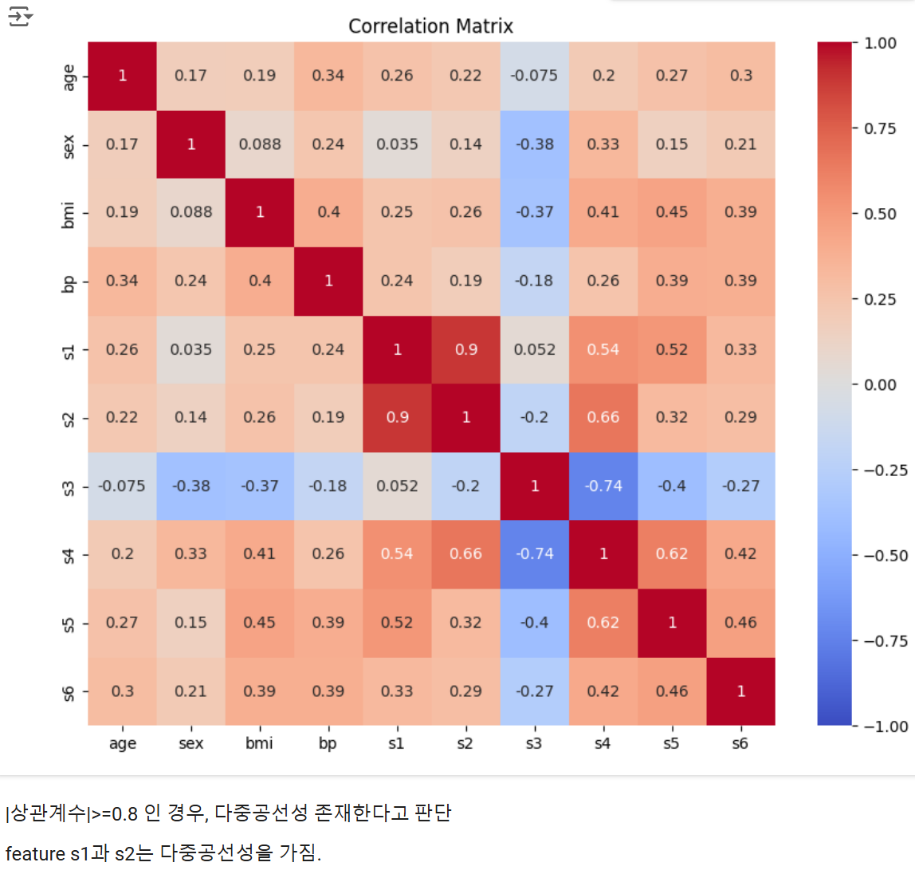 Correlation Matrix
age 1 0.17 0.19 0.34 0.26 0.22 -0.075 0.2 0.27 0.3
sex 0.17 1 0.088 0.24 0.035 0.14 -0.38 0.33 0.15 0.21
bmi 0.19 0.088 1 0.4 0.25 0.26 -0.37 0.41 0.45 0.39
bp 0.34 0.24 0.4 1 0.24 0.19 -0.18 0.26 0.39 0.39
s1 0.26 0.035 0.25 0.24 1 0.9 0.052 0.54 0.52 0.33
s2 0.22 0.14 0.26 0.19 0.9 1 -0.2 0.66 0.32 0.29
s3 -0.075 -0.38 -0.37 -0.18 0.052 -0.2 1 -0.74 -0.4 -0.27
s4 0.2 0.33 0.41 0.26 0.54 0.66 -0.74 1 0.62 0.42
s5 0.27 0.15 0.45 0.39 0.52 0.32 -0.4 0.62 1 0.46
s6 0.3 0.21 0.39 0.39 0.33 0.29 -0.27 0.42 0.46 1
age sex bmi bp s1 s2 s3 s4 s5 s6
1.00
0.75
0.50
0.25
0.00
−0.25
−0.50
−0.75
−1.00
|상관계수|>=0.8 인 경우, 다중공선성 존재한다고 판단
feature s1과 s2는 다중공선성을 가짐.